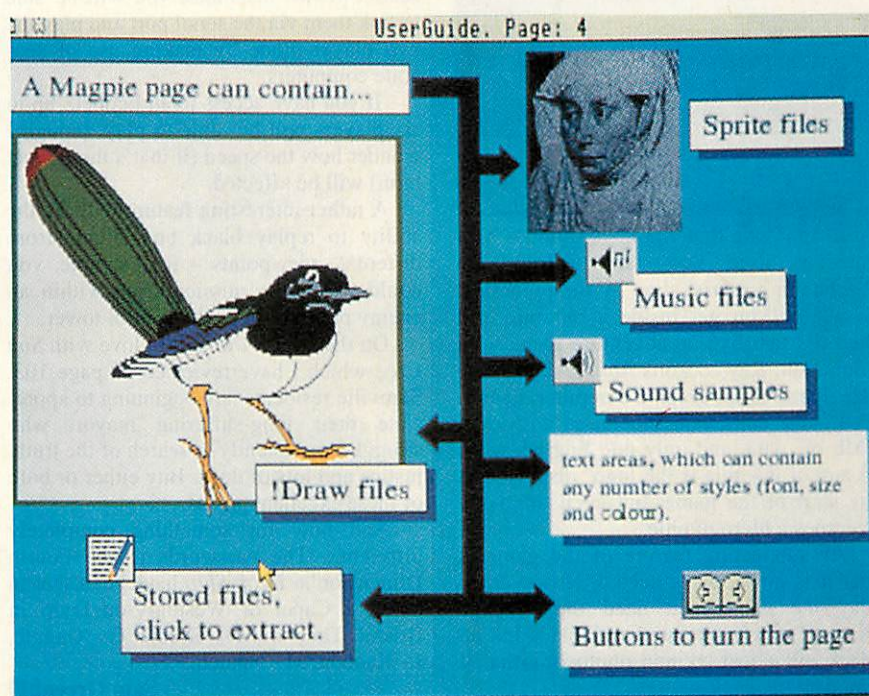 UserGuide. Page: 4
A Magpie page can contain...
Sprite files
Music files
Sound samples
!Draw files
text areas, which can contain
any number of styles (font, size
and colour).
Stored files,
click to extract.
Buttons to turn the page